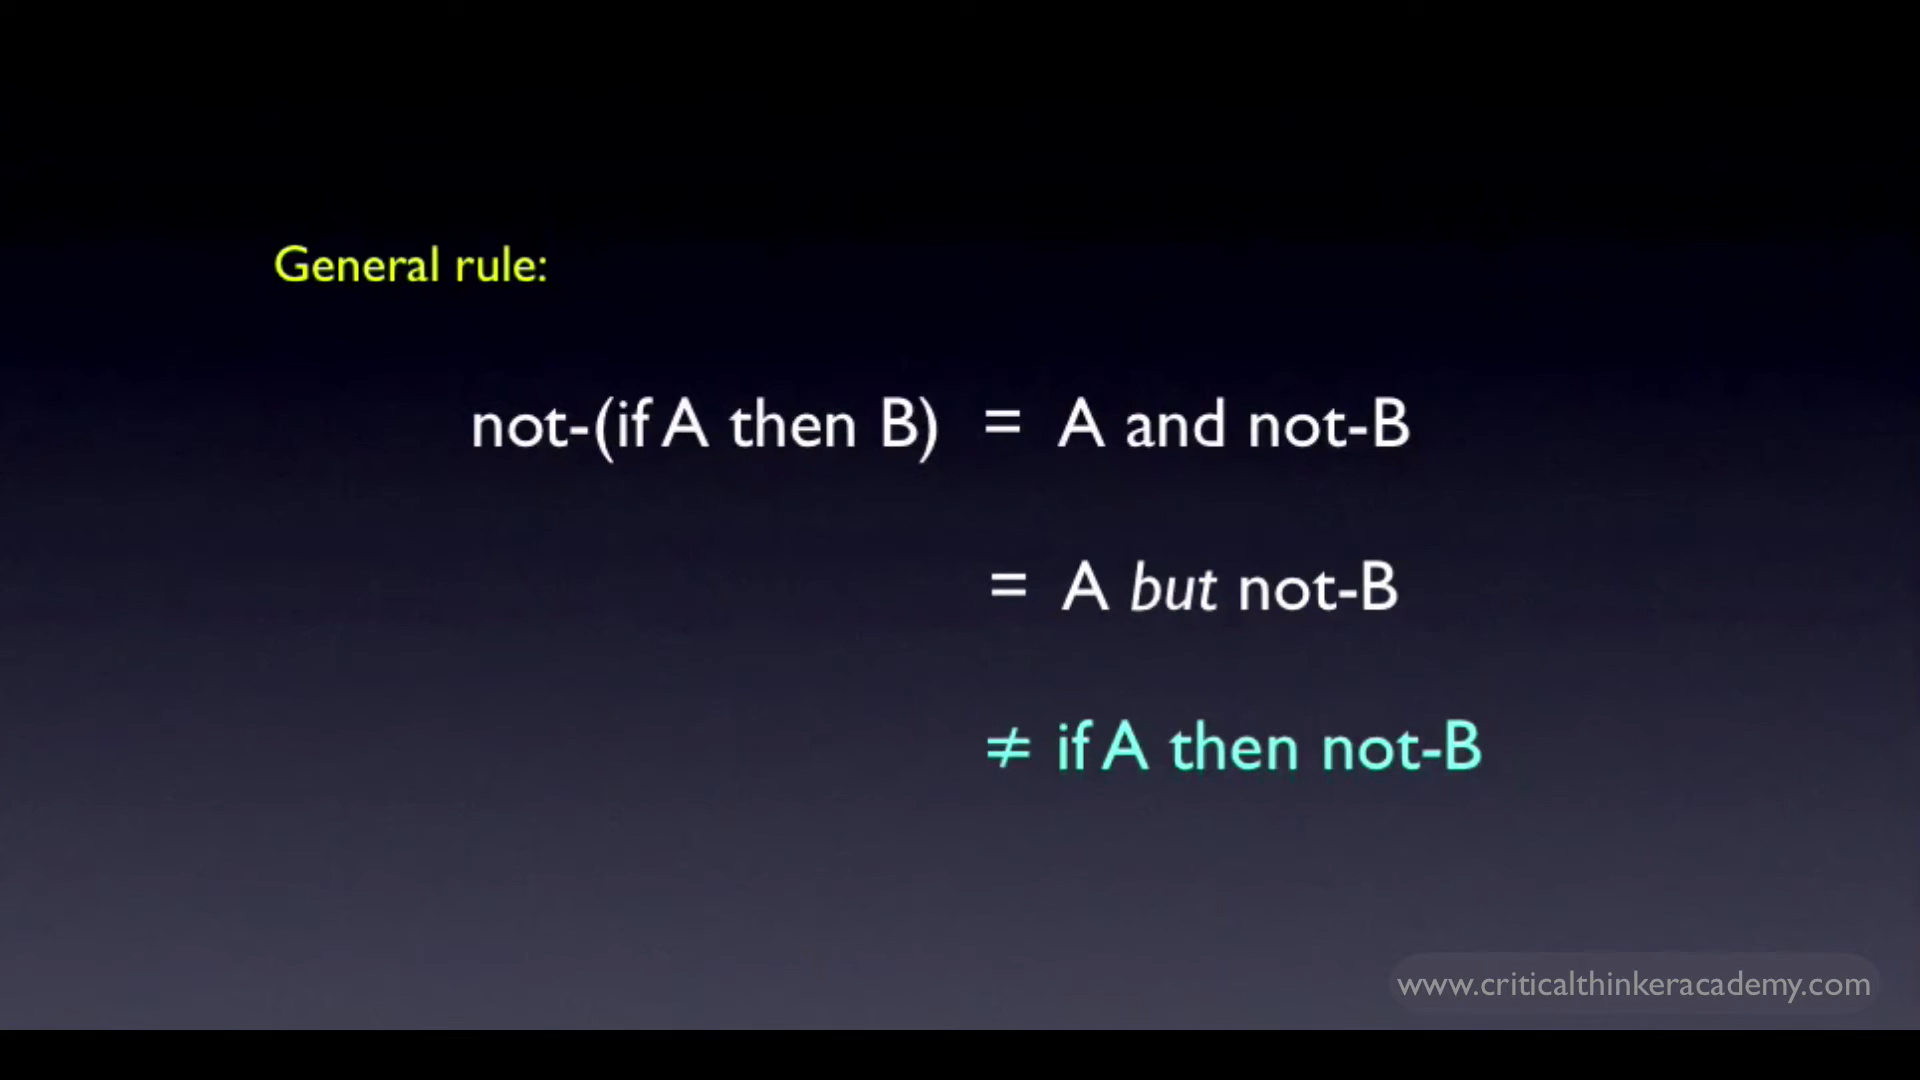 General rule:
not-(if A then B) = A and not-B
= A but not-B
≠ if A then not-B
www.criticalthinkeracademy.com